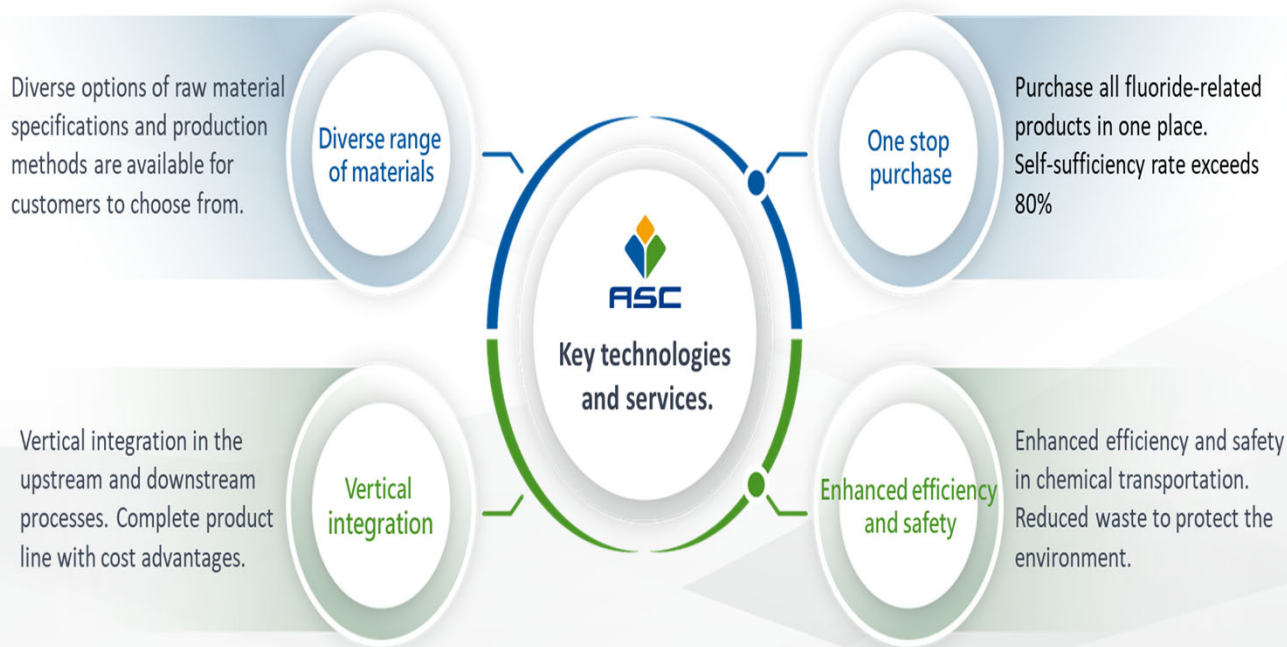 Diverse options of raw material
specifications and production
methods are available for
customers to choose from.
Diverse range
of materials
One stop
purchase
Purchase all fluoride-related
products in one place.
Self-sufficiency rate exceeds
80%
ASC
Key technologies
and services.
Vertical integration in the
upstream and downstream
processes. Complete product
line with cost advantages.
Vertical
integration
Enhanced efficiency
and safety
Enhanced efficiency and safety
in chemical transportation.
Reduced waste to protect the
environment.